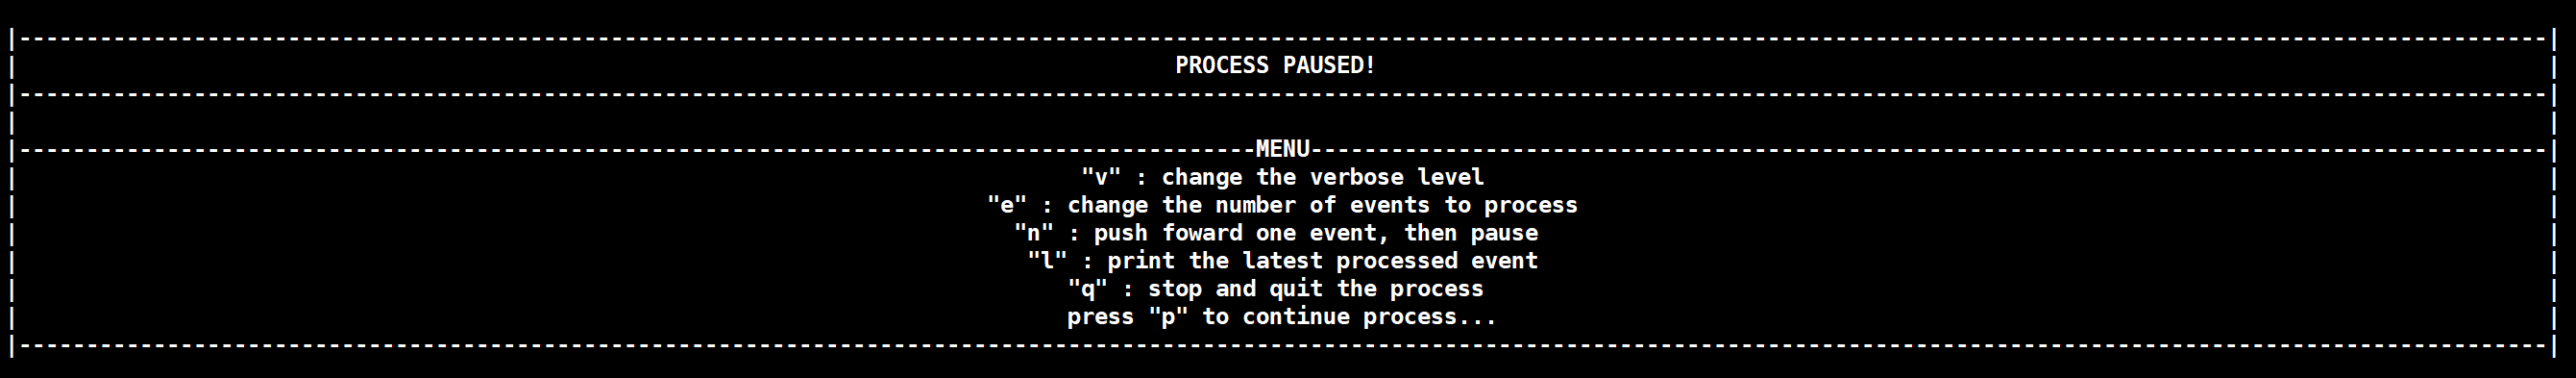 PROCESS PAUSED!
MENU
"v" : change the verbose level
"e" : change the number of events to process
"n" : push foward one event, then pause
"l" : print the latest processed event
"q" : stop and quit the process
press "p" to continue process...